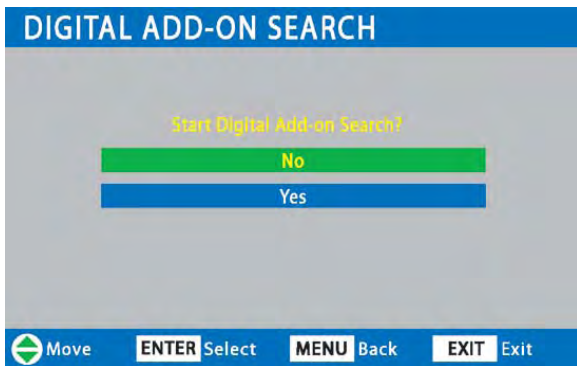 DIGITAL ADD-ON SEARCH
Start Digital Add-on Search?
No
Yes
Move ENTER Select MENU Back EXIT Exit